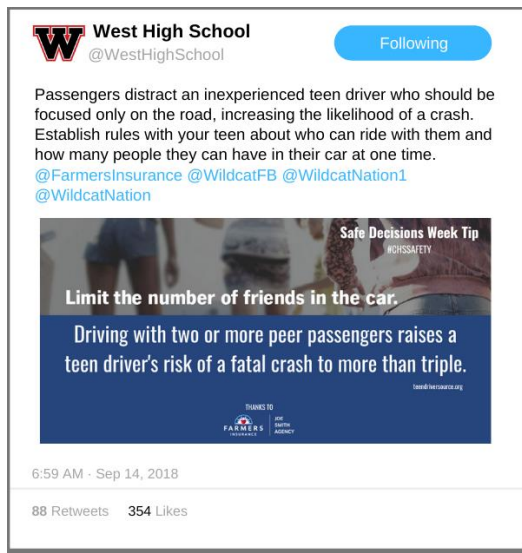 W
West High School
@WestHighSchool
Following
Passengers distract an inexperienced teen driver who should be
focused only on the road, increasing the likelihood of a crash.
Establish rules with your teen about who can ride with them and
how many people they can have in their car at one time.
@FarmersInsurance @WildcatFB @WildcatNation1
@WildcatNation
Safe Decisions Week Tip
#CHSSAFETY
Limit the number of friends in the car.
Driving with two or more peer passengers raises a
teen driver's risk of a fatal crash to more than triple.
teendriversource.org
THANKS TO
FARMERS
INSURANCE
JOE
SMITH
AGENCY
6:59 AM - Sep 14, 2018
88 Retweets 354 Likes